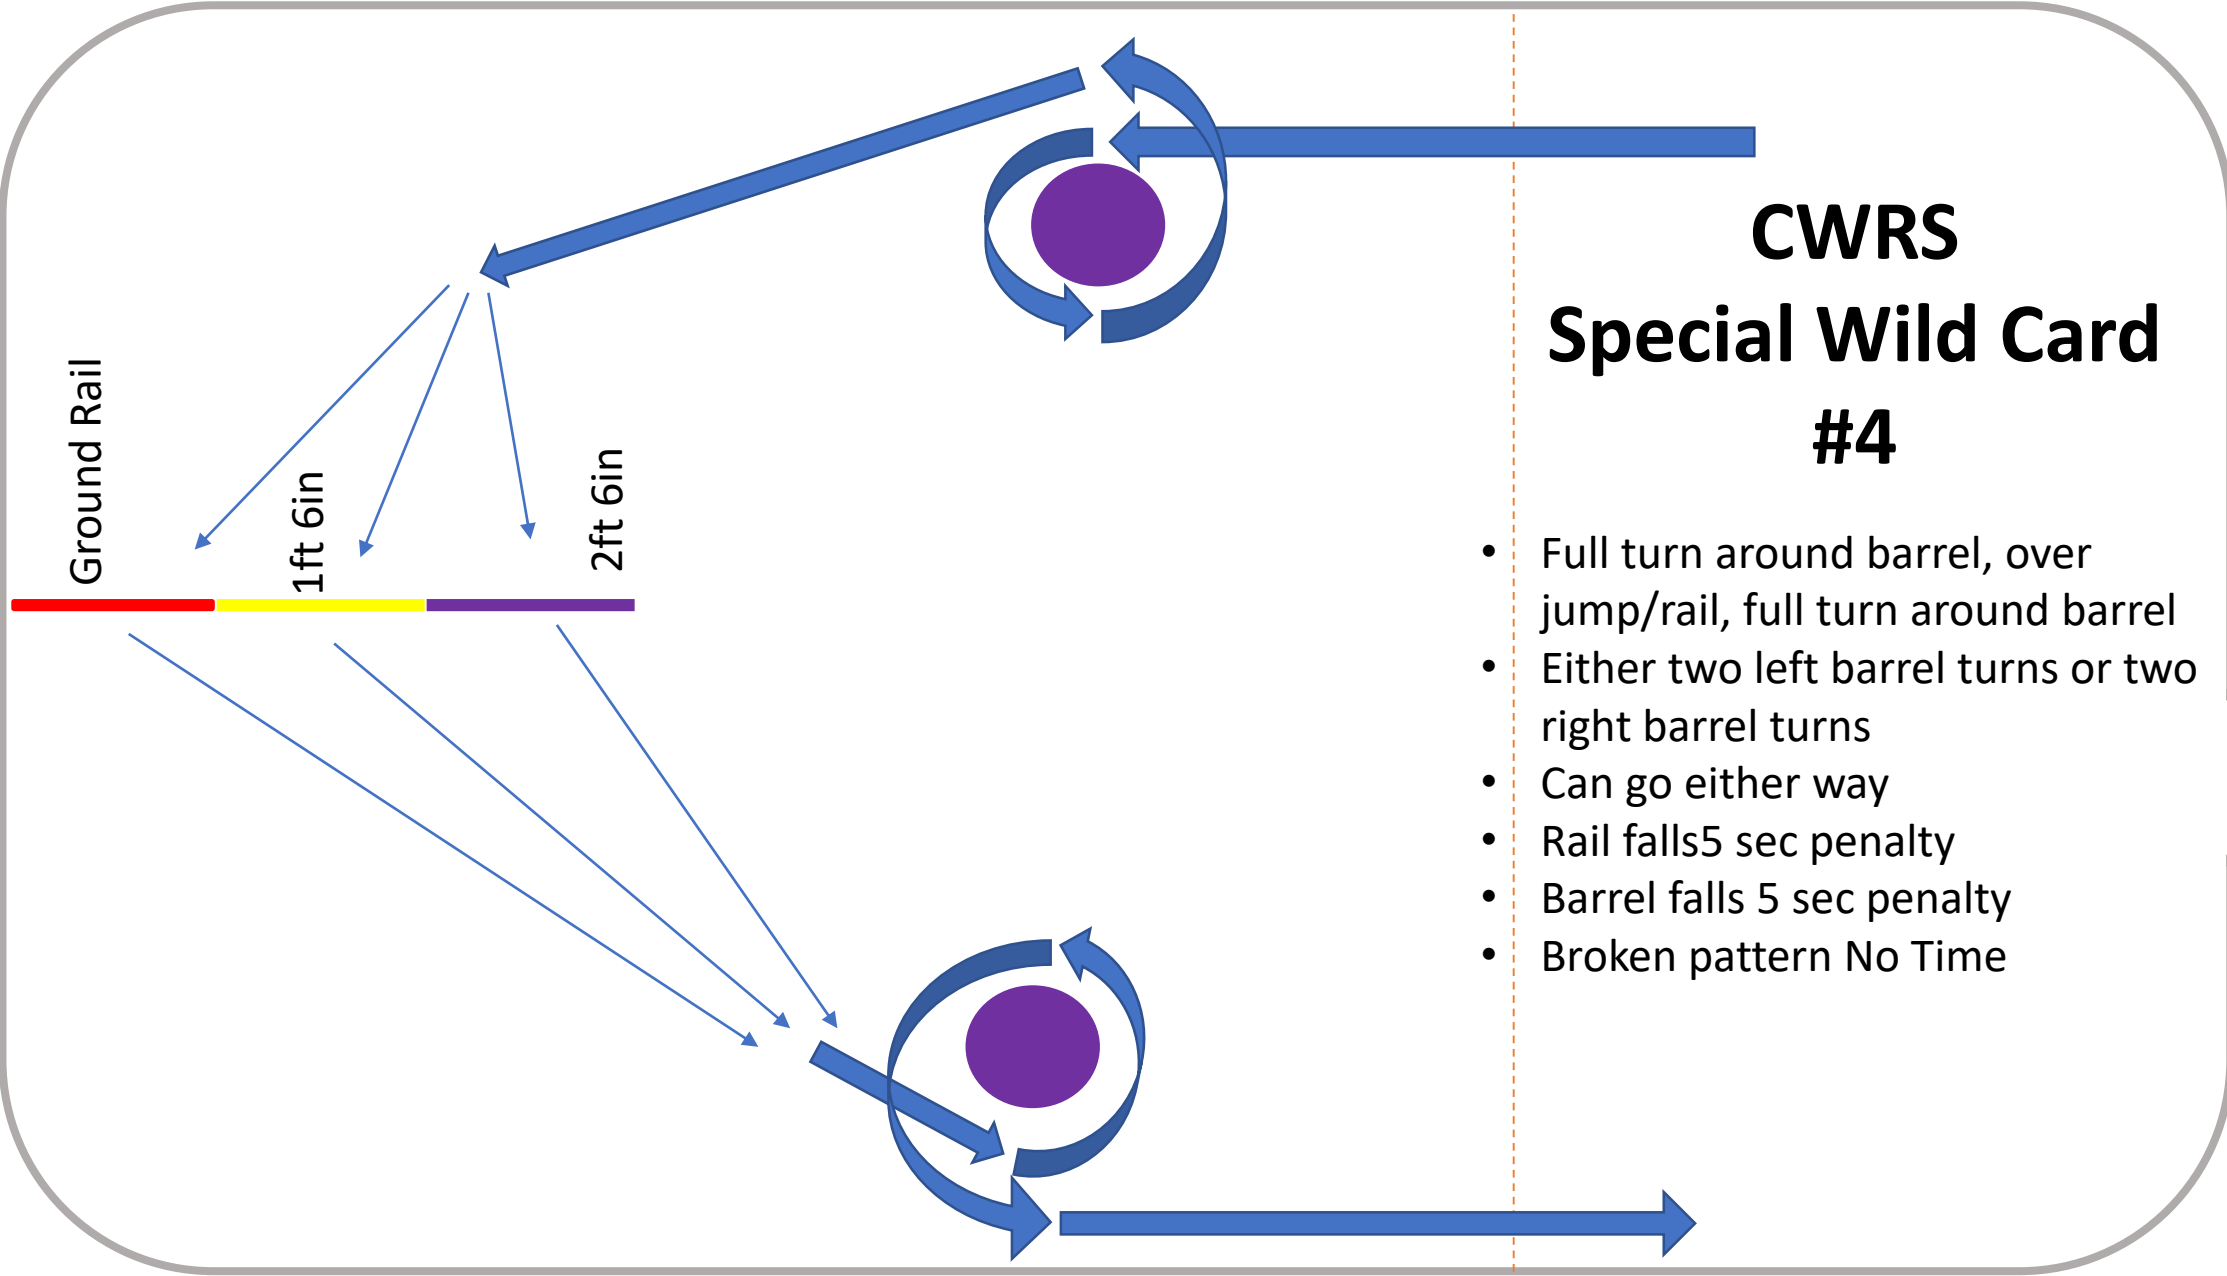 CWRS
Special Wild Card
#4
Ground Rail
1ft 6in
2ft 6in
• Full turn around barrel, over
jump/rail, full turn around barrel
• Either two left barrel turns or two
right barrel turns
• Can go either way
• Rail falls5 sec penalty
• Barrel falls 5 sec penalty
• Broken pattern No Time